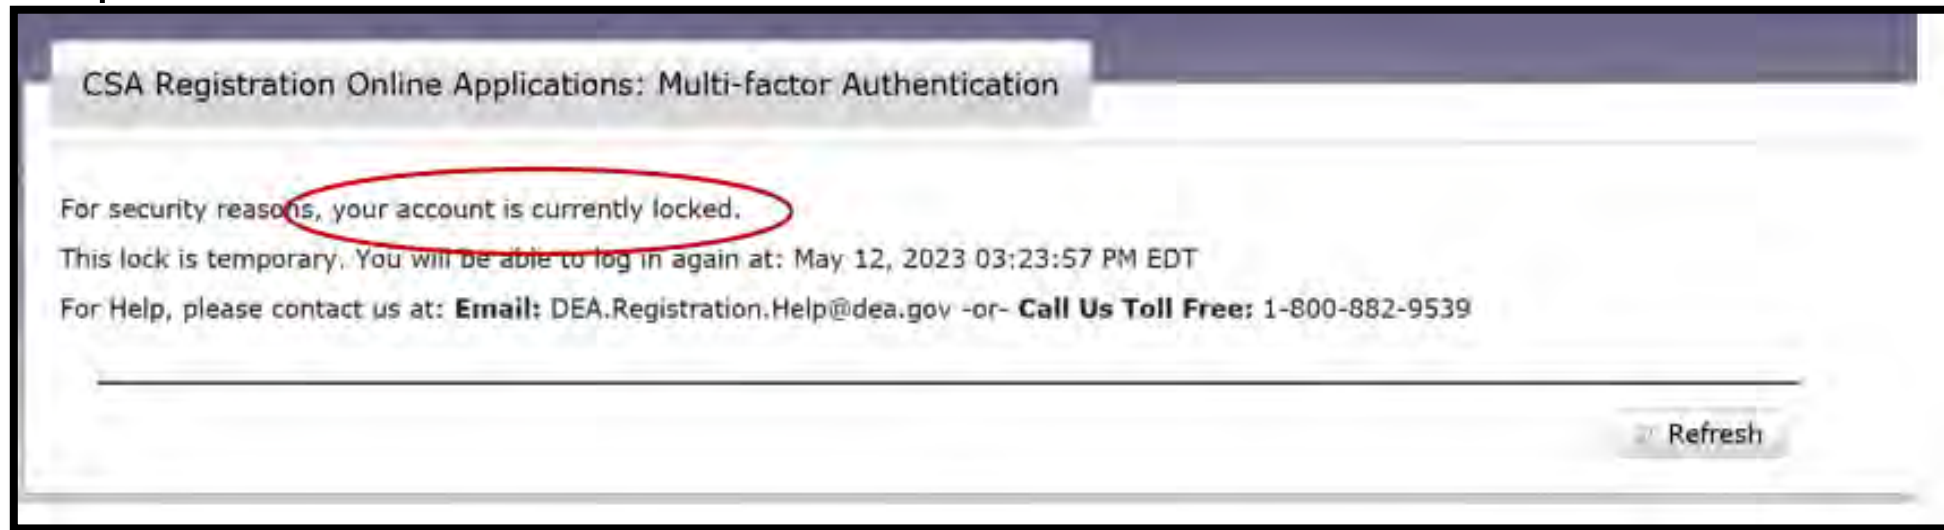 CSA Registration Online Applications: Multi-factor Authentication
For security reasons, your account is currently locked.
This lock is temporary. You will be able to log in again at: May 12, 2023 03:23:57 PM EDT
For Help, please contact us at: Email: DEA.Registration.Help@dea.gov -or- Call Us Toll Free: 1-800-882-9539
Refresh